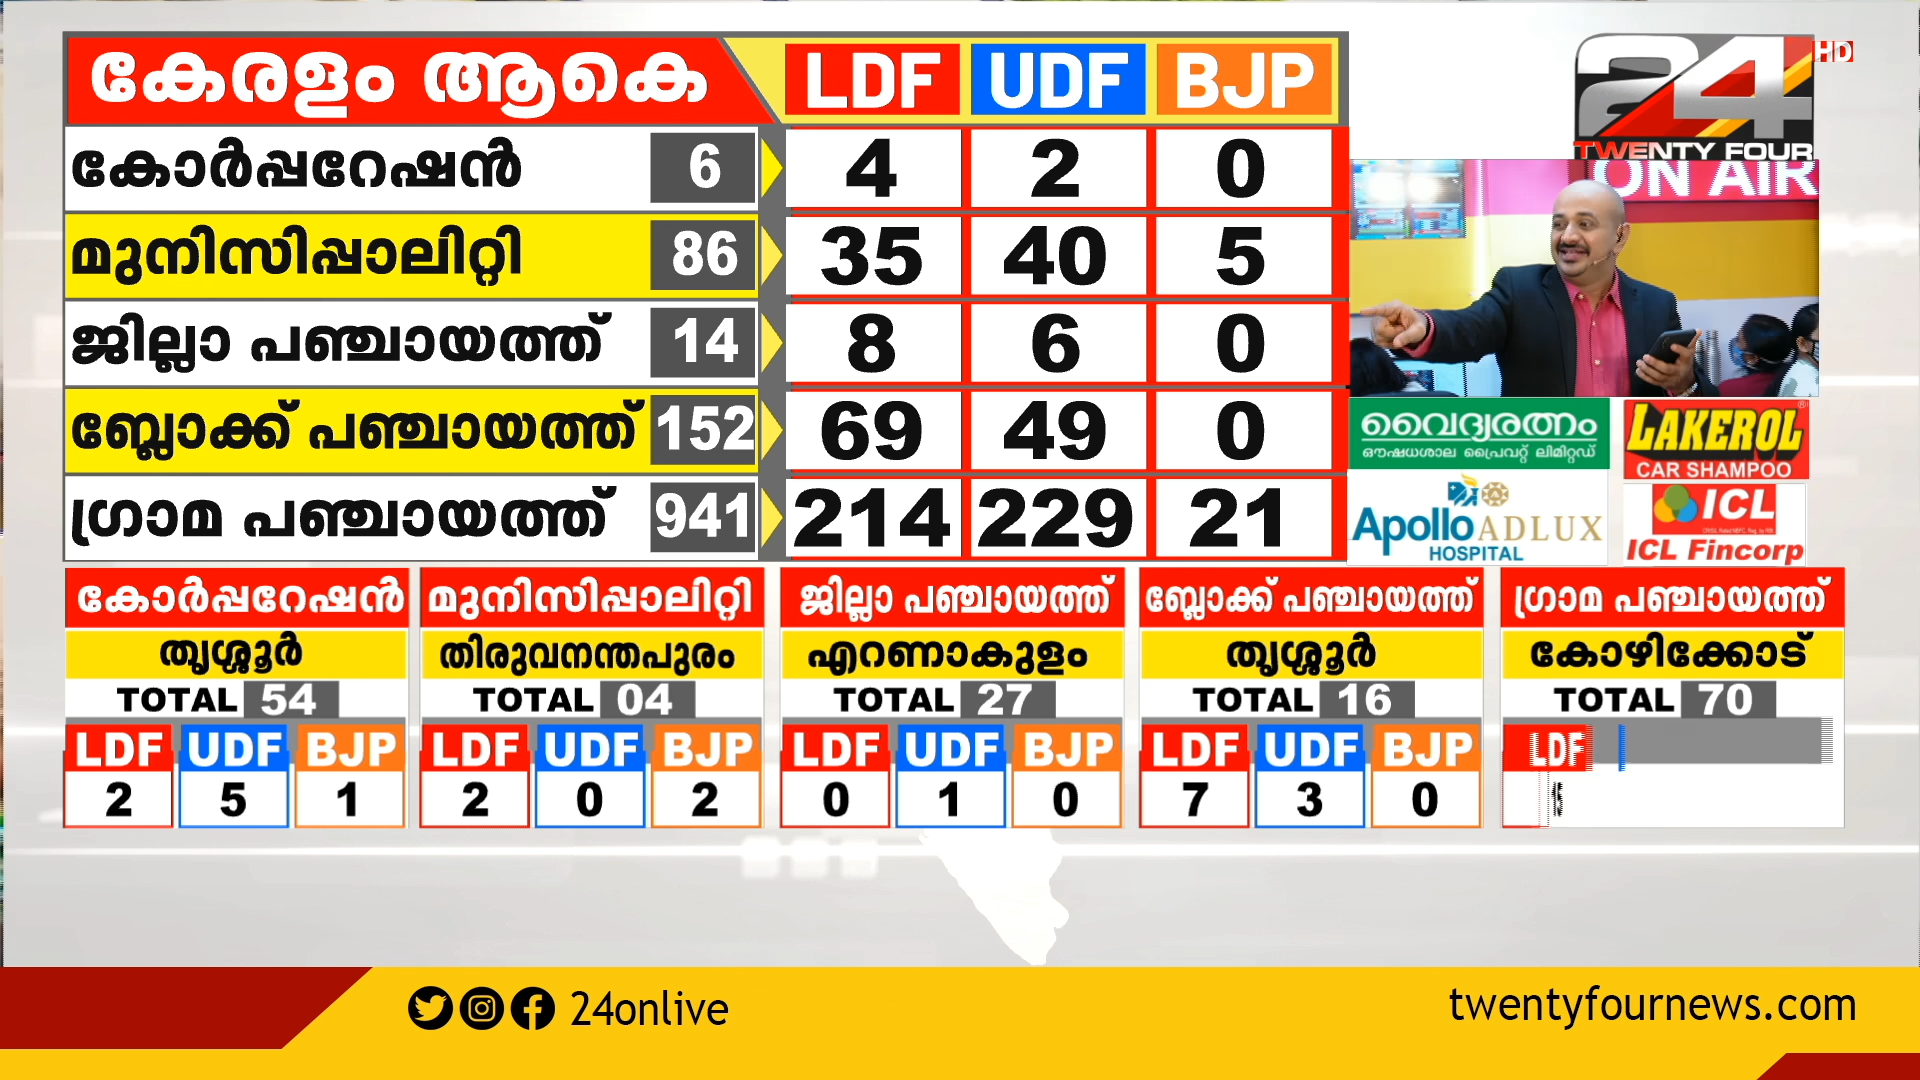 കേരളം ആകെ LDF UDF BJP
കോർപ്പറേഷൻ 6 4 2 0
മുനിസിപ്പാലിറ്റി 86 35 40 5
ജില്ലാ പഞ്ചായത്ത് 14 8 6 0
ബ്ലോക്ക് പഞ്ചായത്ത് 152 69 49 0
ഗ്രാമ പഞ്ചായത്ത് 941 214 229 21
24 HD
TWENTY FOUR
ON AIR
വൈദ്യരത്നം
ഔഷധശാല പ്രൈവറ്റ് ലിമിറ്റഡ്
LAKEROL
CAR SHAMPOO
Apollo ADLUX
HOSPITAL
ICL
ICL Fincorp
കോർപ്പറേഷൻ
തൃശ്ശൂർ
TOTAL 54
LDF UDF BJP
2 5 1
മുനിസിപ്പാലിറ്റി
തിരുവനന്തപുരം
TOTAL 04
LDF UDF BJP
2 0 2
ജില്ലാ പഞ്ചായത്ത്
എറണാകുളം
TOTAL 27
LDF UDF BJP
0 1 0
ബ്ലോക്ക് പഞ്ചായത്ത്
തൃശ്ശൂർ
TOTAL 16
LDF UDF BJP
7 3 0
ഗ്രാമ പഞ്ചായത്ത്
കോഴിക്കോട്
TOTAL 70
LDF
24onlive
twentyfournews.com